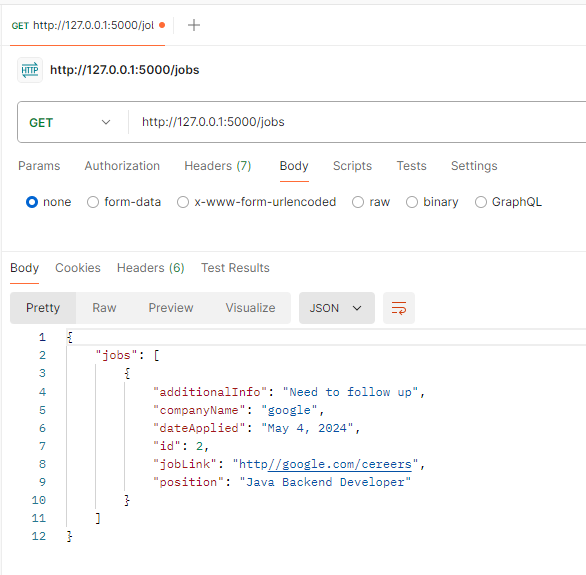 GET http://127.0.0.1:5000/jol
HTTP http://127.0.0.1:5000/jobs
GET http://127.0.0.1:5000/jobs
Params Authorization Headers (7) Body Scripts Tests Settings
none form-data x-www-form-urlencoded raw binary GraphQL
Body Cookies Headers (6) Test Results
Pretty Raw Preview Visualize JSON
1 {
2 "jobs": [
3 {
4 "additionalInfo": "Need to follow up",
5 "companyName": "google",
6 "dateApplied": "May 4, 2024",
7 "id": 2,
8 "jobLink": "http//google.com/cereers",
9 "position": "Java Backend Developer"
10 }
11 ]
12 }